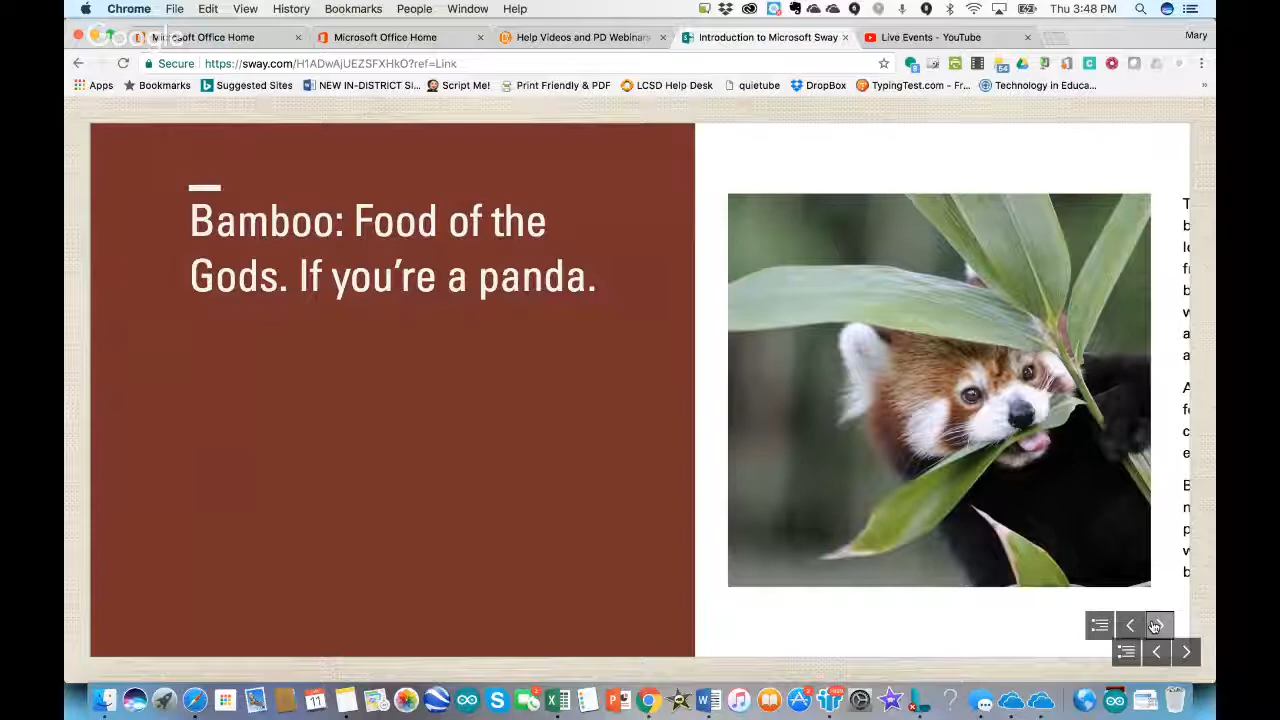 Chrome File Edit View History Bookmarks People Window Help Thu 3:48 PM
Google
Microsoft Office Home Microsoft Office Home Help Videos and PD Webinars Introduction to Microsoft Sway Live Events - YouTube Mary
Secure https://sway.com/H1ADwAjUEZSFXHkO?ref=Link
Apps Bookmarks Suggested Sites NEW IN-DISTRICT SI... Script Me! Print Friendly & PDF LCSD Help Desk quietube DropBox TypingTest.com - Fr... Technology in Educa... »
Bamboo: Food of the
Gods. If you're a panda.